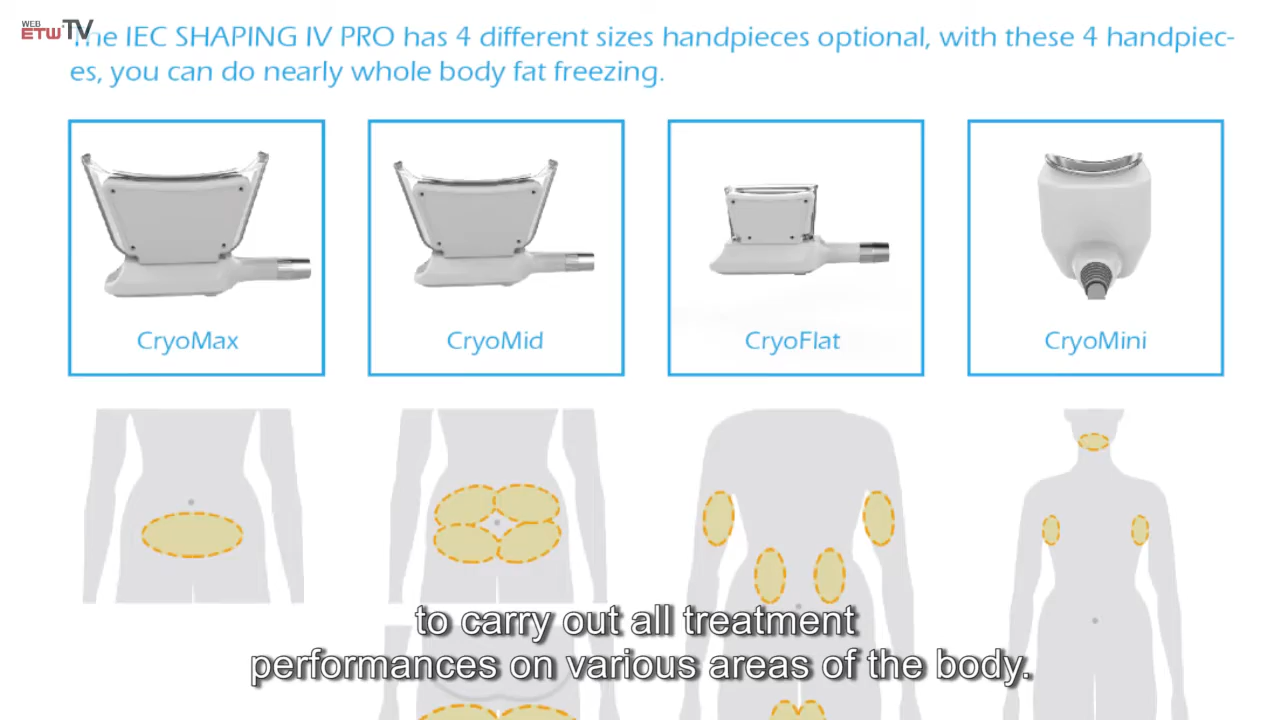 WEB
ETW TV
The IEC SHAPING IV PRO has 4 different sizes handpieces optional, with these 4 handpiec-
es, you can do nearly whole body fat freezing.
CryoMax
CryoMid
CryoFlat
CryoMini
to carry out all treatment
performances on various areas of the body.